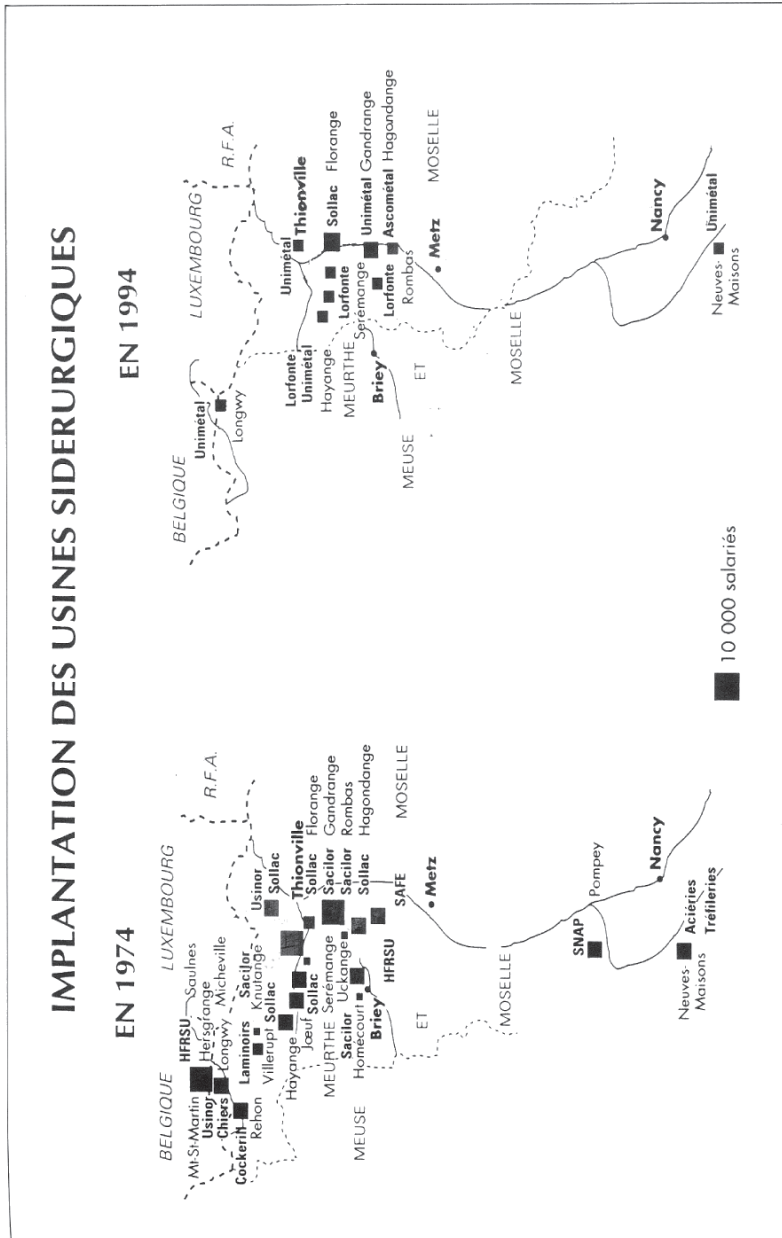 IMPLANTATION DES USINES SIDERURGIQUES
EN 1974
BELGIQUE
LUXEMBOURG
R.F.A.
Mt-St-Martin
HFRSU
Saulnes
Usinor
Hersgrange
Chiers
Longwy
Micheville
Cockerill
Rehon
Laminoirs
Sacilor
Villerupt
Knutange
Sollac
Usinor
Sollac
Thionville
Hayange
Jœuf
Sollac
Sollac
Florange
MEURTHE
Serémange
Sacilor
Gandrange
Sacilor
Uckange
Sacilor
Rombas
Homécourt
Sollac
Hagondange
Briey
HFRSU
SAFE
MEUSE
ET
MOSELLE
Metz
MOSELLE
SNAP
Pompey
Nancy
Neuves-
Maisons
Aciéries
Tréfileries
EN 1994
BELGIQUE
LUXEMBOURG
R.F.A.
Unimétal
Longwy
Unimétal
Thionville
Lorfonte
Unimétal
Sollac
Florange
Hayange
Lorfonte
MEURTHE
Serémange
Unimétal
Gandrange
Briey
Lorfonte
Ascométal
Hagondange
Rombas
MEUSE
ET
MOSELLE
Metz
MOSELLE
Nancy
Neuves-
Maisons
Unimétal
10 000 salariés